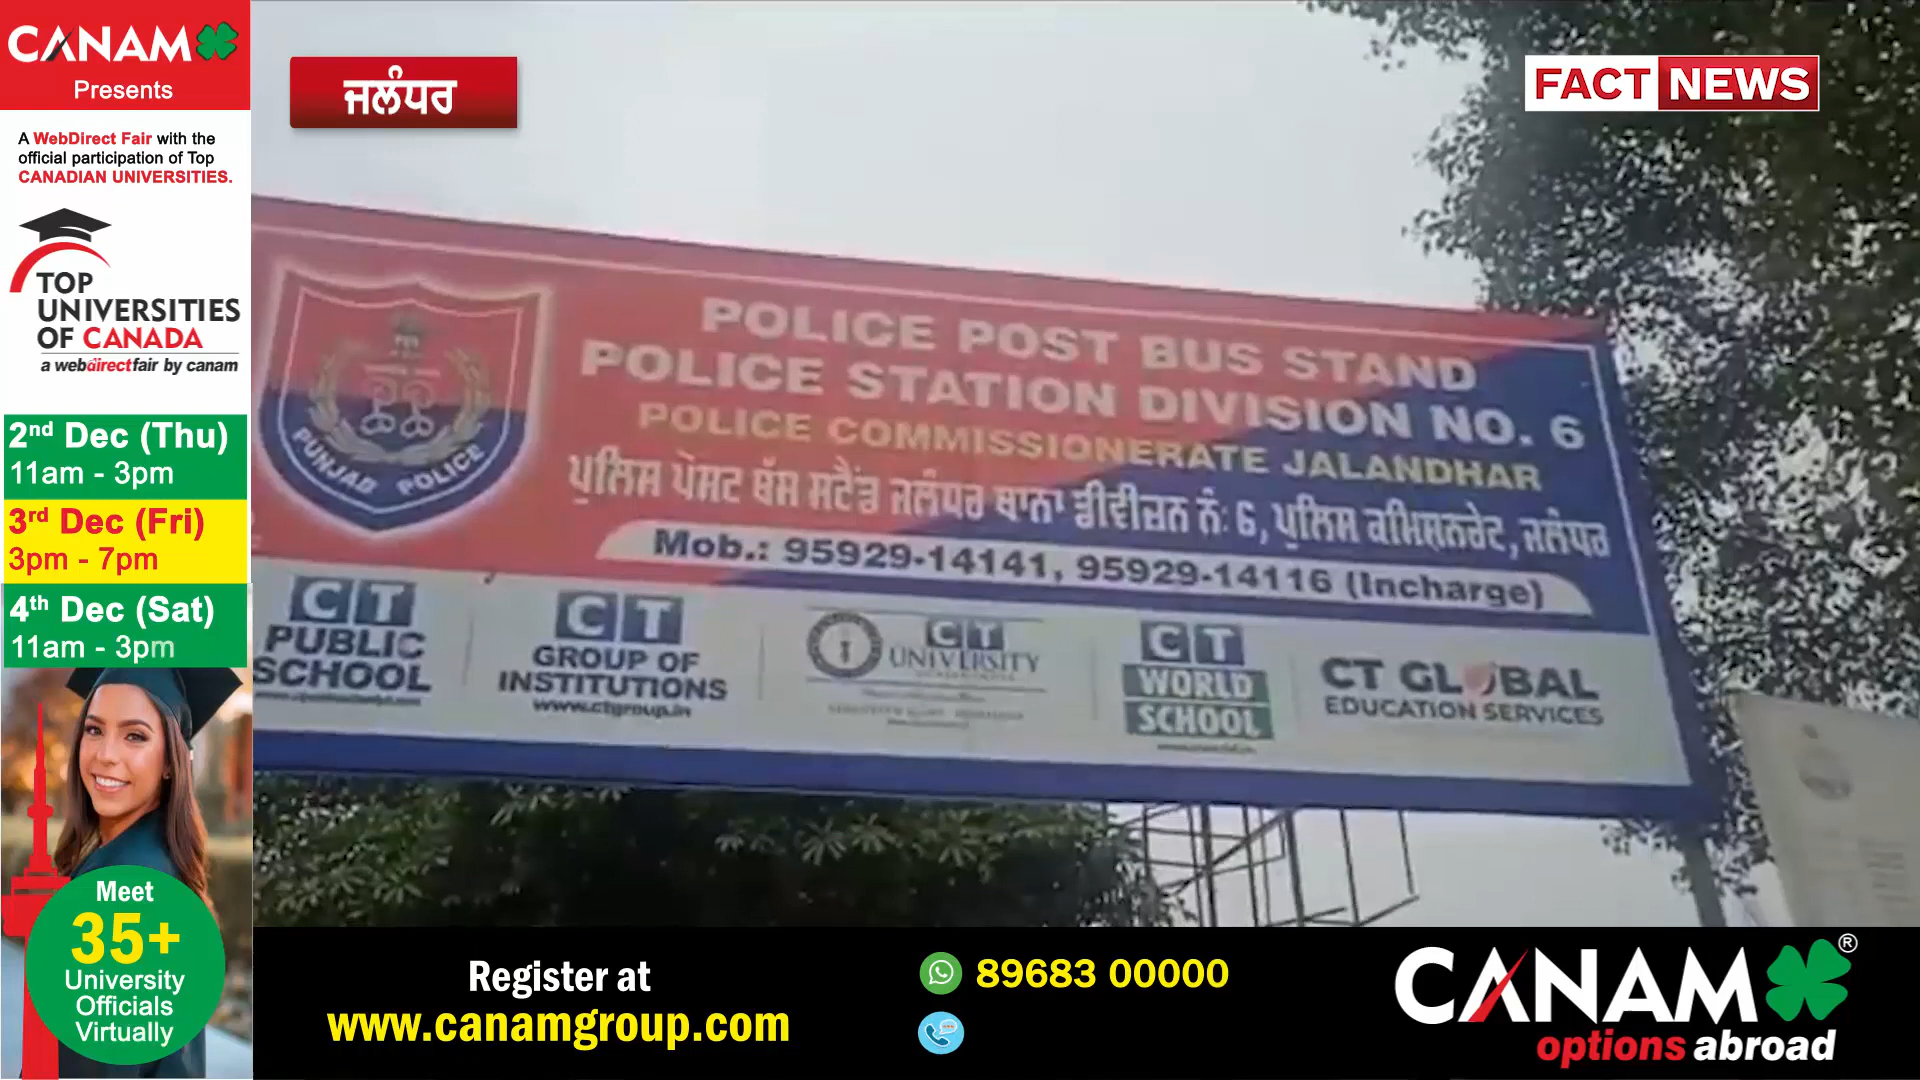 CANAM
Presents
A WebDirect Fair with the
official participation of Top
CANADIAN UNIVERSITIES.
TOP
UNIVERSITIES
OF CANADA
a webdirectfair by canam
2nd Dec (Thu)
11am - 3pm
3rd Dec (Fri)
3pm - 7pm
4th Dec (Sat)
11am - 3pm
Meet
35+
University
Officials
Virtually
ਜਲੰਧਰ
FACT NEWS
POLICE POST BUS STAND
POLICE STATION DIVISION NO. 6
POLICE COMMISSIONERATE JALANDHAR
ਪੁਲਿਸ ਪੋਸਟ ਬੱਸ ਸਟੈਂਡ ਜਲੰਧਰ ਥਾਨਾ ਡੀਵੀਜ਼ਨ ਨੰ: 6, ਪੁਲਿਸ ਕਮਿਸ਼ਨਰੇਟ, ਜਲੰਧਰ
Mob.: 95929-14141, 95929-14116 (Incharge)
PUNJAB POLICE
CT
PUBLIC
SCHOOL
CT
GROUP OF
INSTITUTIONS
www.ctgroup.in
CT
UNIVERSITY
CT
WORLD
SCHOOL
CT GLOBAL
EDUCATION SERVICES
Register at
www.canamgroup.com
89683 00000
CANAM®
options abroad